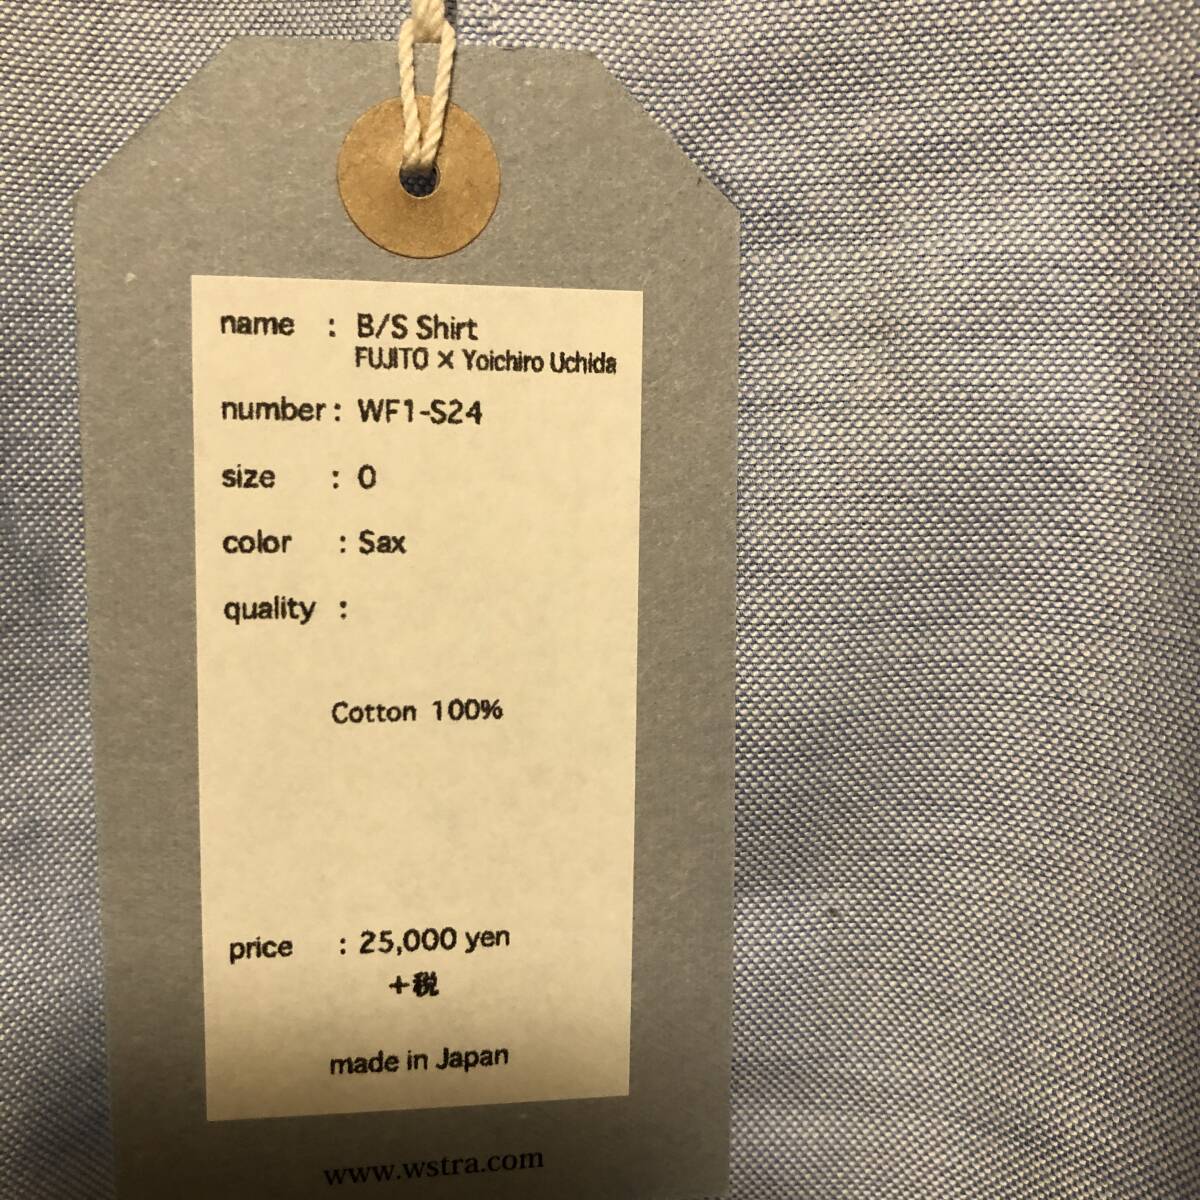 name : B/S Shirt
FUJITO × Yoichiro Uchida
number : WF1-S24
size : 0
color : Sax
quality :
Cotton 100%
price : 25,000 yen
+税
made in Japan
www.wstra.com